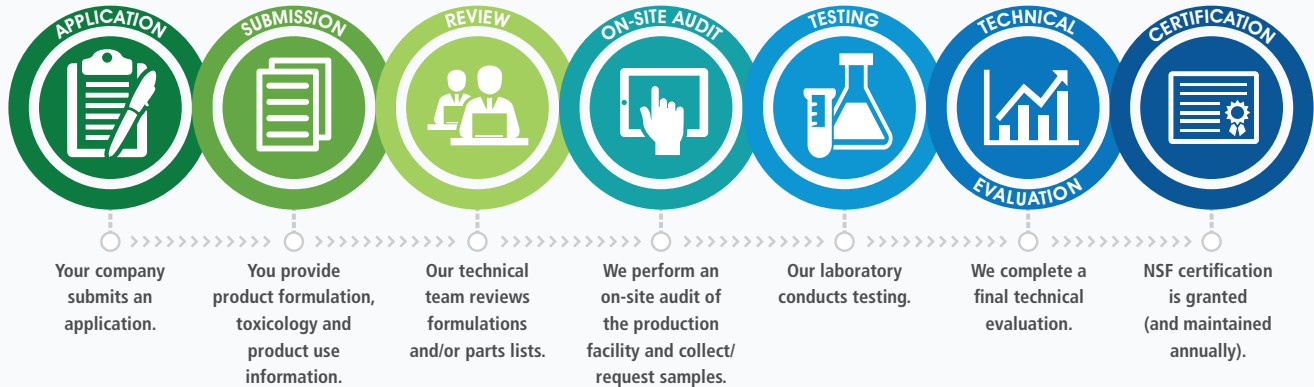 APPLICATION
SUBMISSION
REVIEW
ON-SITE AUDIT
TESTING
TECHNICAL
EVALUATION
CERTIFICATION
Your company
submits an
application.
You provide
product formulation,
toxicology and
product use
information.
Our technical
team reviews
formulations
and/or parts lists.
We perform an
on-site audit of
the production
facility and collect/
request samples.
Our laboratory
conducts testing.
We complete a
final technical
evaluation.
NSF certification
is granted
(and maintained
annually).